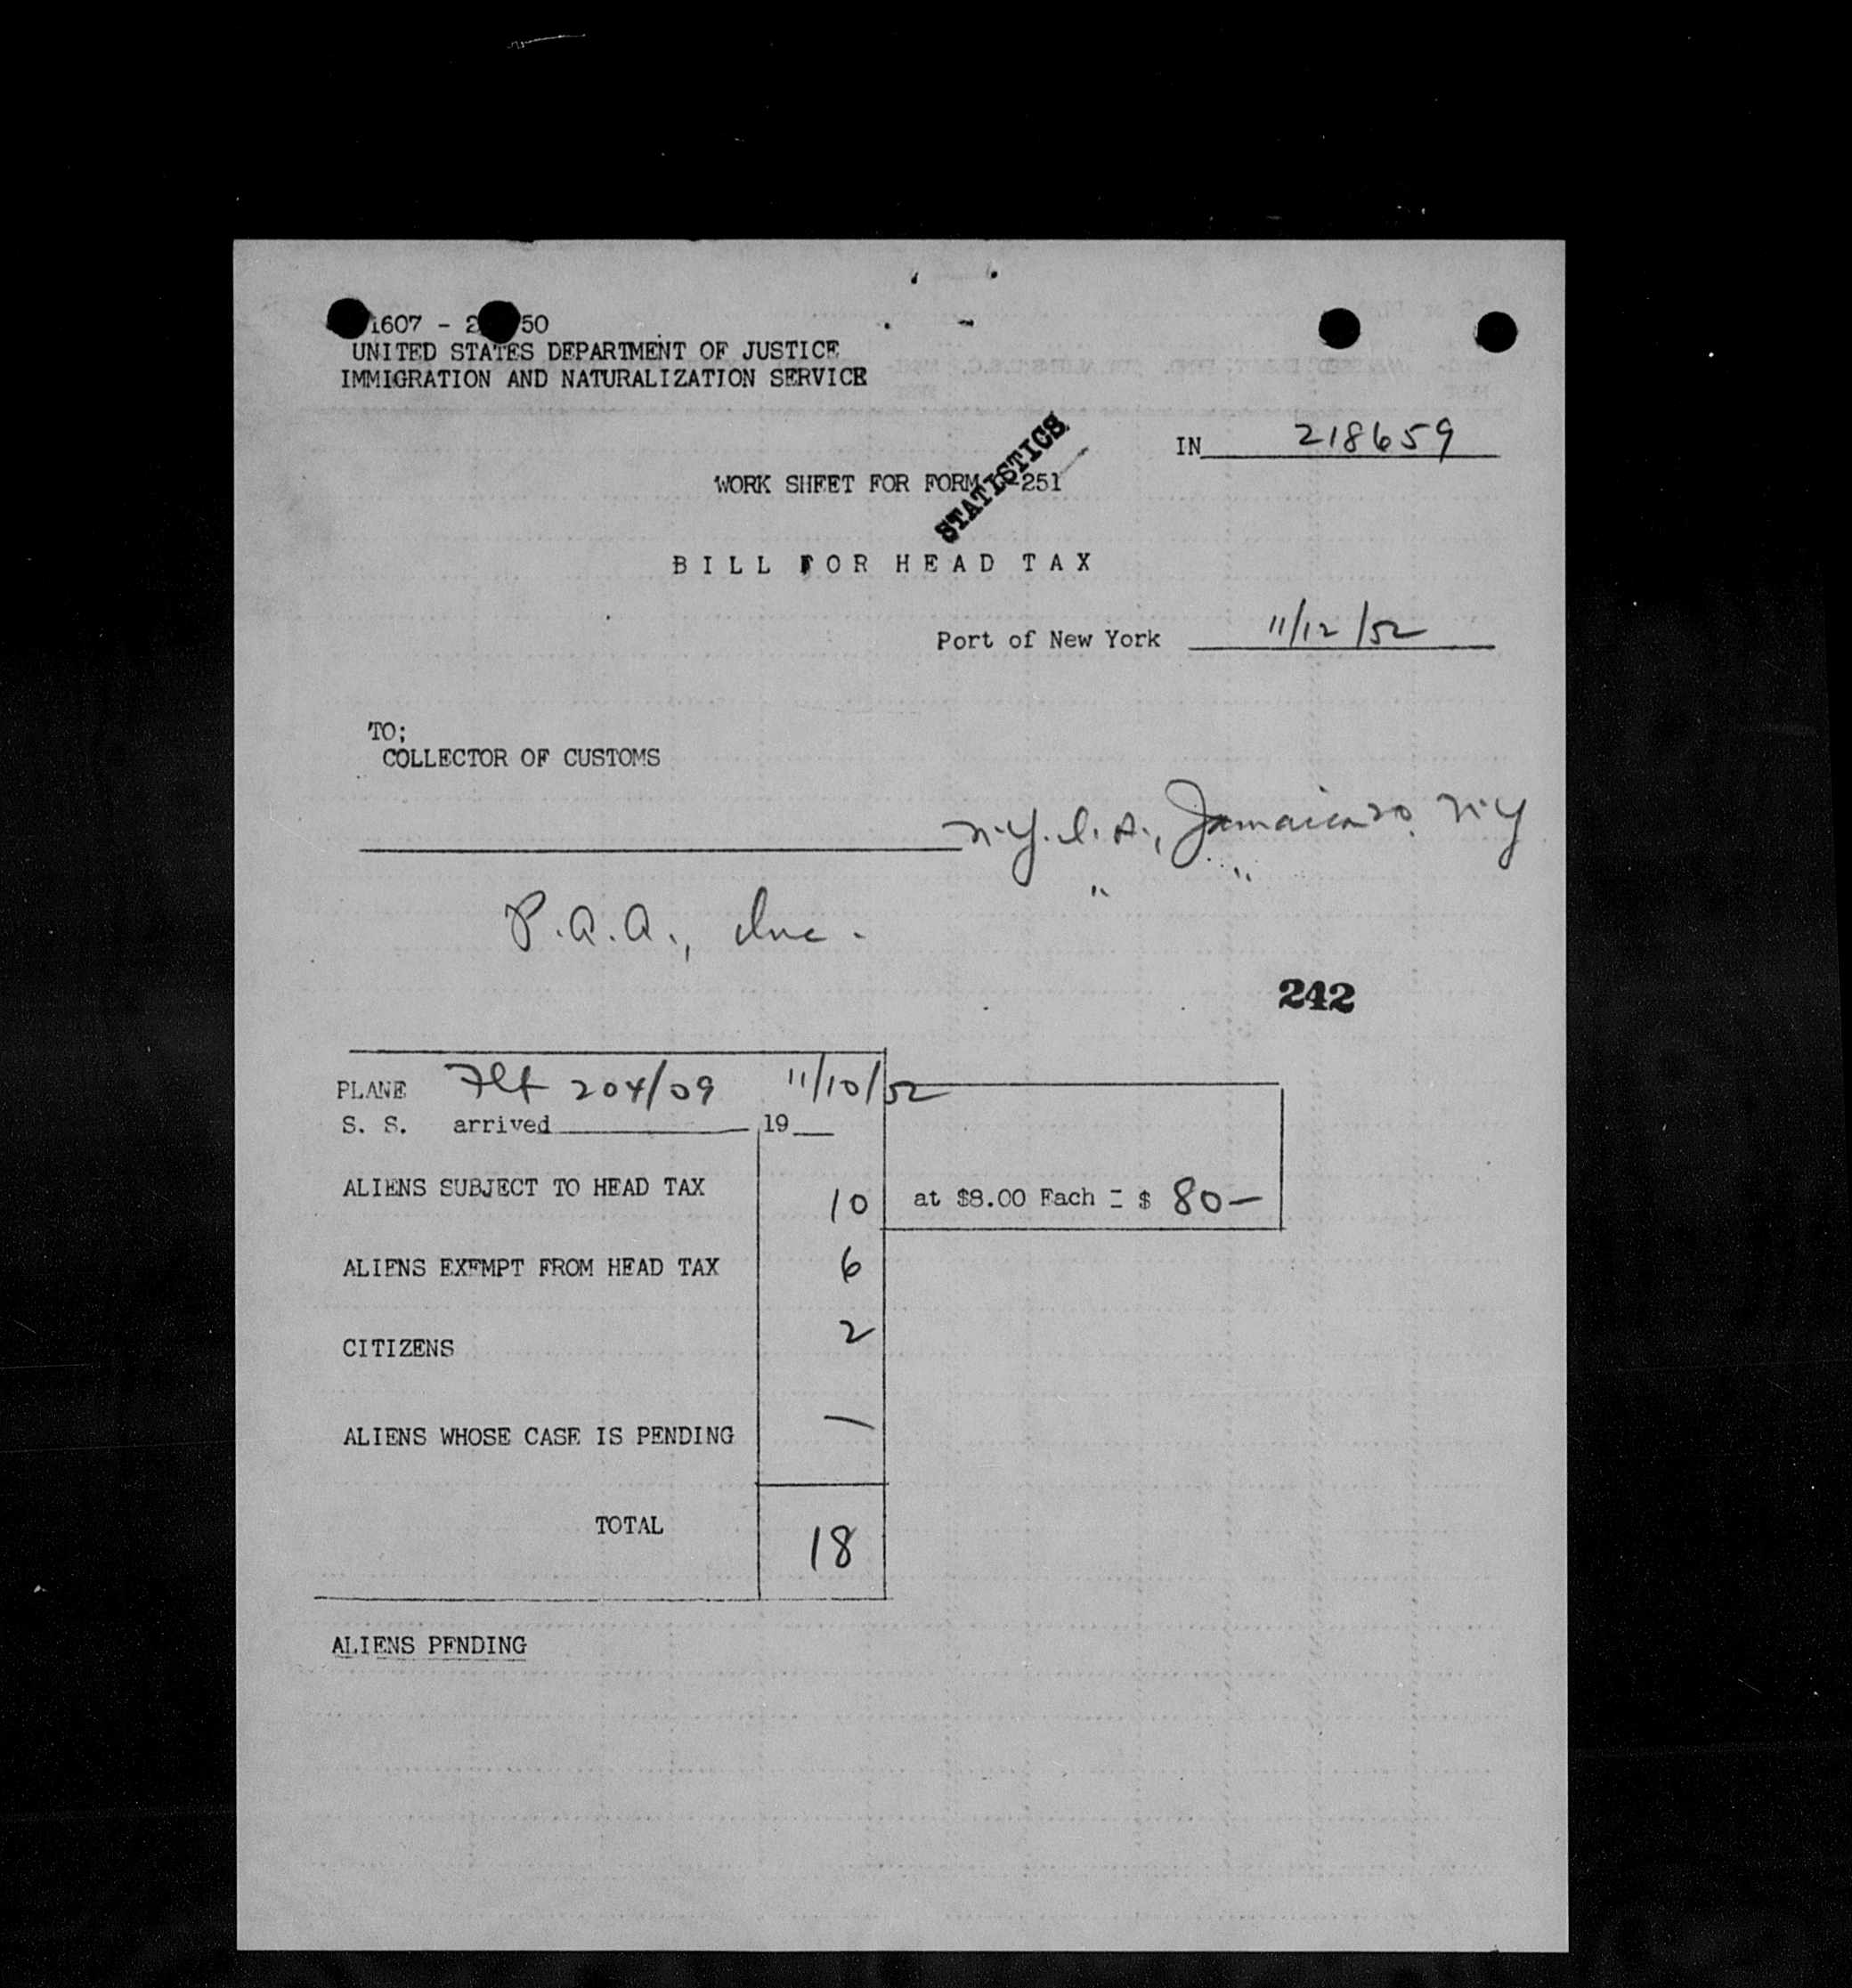 1607 - 2 50
UNITED STATES DEPARTMENT OF JUSTICE
IMMIGRATION AND NATURALIZATION SERVICE
IN 218659
STATISTICS
WORK SHEET FOR FORM -251
BILL FOR HEAD TAX
Port of New York 11/12/52
TO;
COLLECTOR OF CUSTOMS
N.Y.I.A., Jamaica 30, N.Y
P.A.A., Inc. " "
242
PLANE Flt 204/09 11/10/52
S. S. arrived 19
ALIENS SUBJECT TO HEAD TAX 10 at $8.00 Each = $ 80—
ALIENS EXEMPT FROM HEAD TAX 6
CITIZENS 2
ALIENS WHOSE CASE IS PENDING —
TOTAL 18
ALIENS PENDING